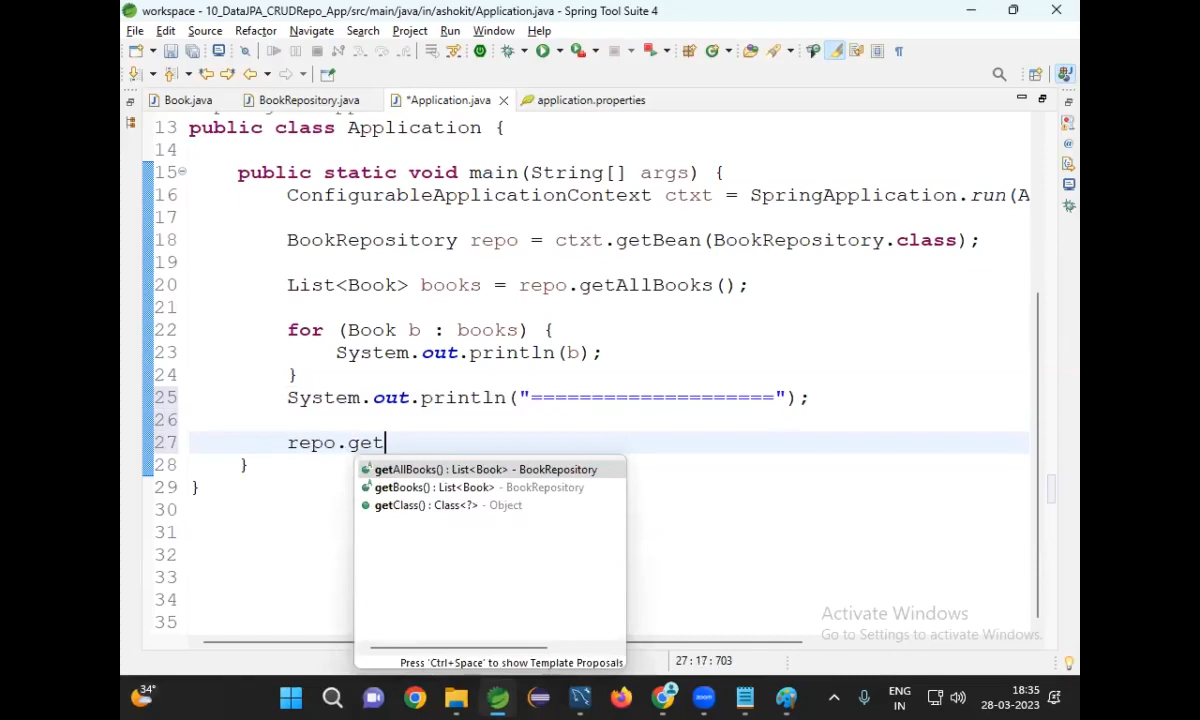 workspace - 10_DataJPA_CRUDRepo_App/src/main/java/in/ashokit/Application.java - Spring Tool Suite 4
File Edit Source Refactor Navigate Search Project Run Window Help
Book.java BookRepository.java *Application.java application.properties
13 public class Application {
14
15 public static void main(String[] args) {
16 ConfigurableApplicationContext ctxt = SpringApplication.run(A
17
18 BookRepository repo = ctxt.getBean(BookRepository.class);
19
20 List<Book> books = repo.getAllBooks();
21
22 for (Book b : books) {
23 System.out.println(b);
24 }
25 System.out.println("====================");
26
27 repo.get
28 }
29 }
30
31
32
33
34
35
getAllBooks() : List<Book> - BookRepository
getBooks() : List<Book> - BookRepository
getClass() : Class<?> - Object
Press 'Ctrl+Space' to show Template Proposals
Activate Windows
Go to Settings to activate Windows.
27 : 17 : 703
34°
zoom
ENG
IN
18:35
28-03-2023